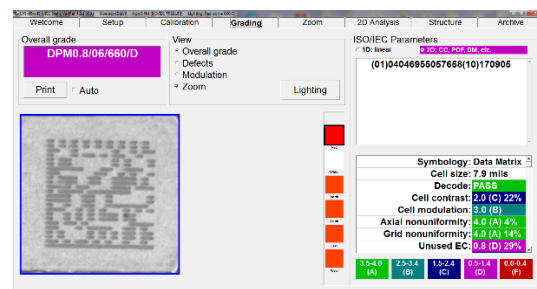 Welcome Setup Calibration Grading Zoom 2D Analysis Structure Archive
Overall grade
DPM0.8/06/660/D
Print Auto
View
Overall grade
Defects
Modulation
Zoom
Lighting
ISO/IEC Parameters
1D: linear 2D: CC, PDF, DM, etc.
(01)04046955057658(10)170905
Symbology: Data Matrix
Cell size: 7.9 mils
Decode: PASS
Cell contrast: 2.0 (C) 22%
Cell modulation: 3.0 (B)
Axial nonuniformity: 4.0 (A) 4%
Grid nonuniformity: 4.0 (A) 14%
Unused EC: 0.8 (D) 29%
3.5-4.0 2.5-3.4 1.5-2.4 0.5-1.4 0.0-0.4
(A) (B) (C) (D) (F)